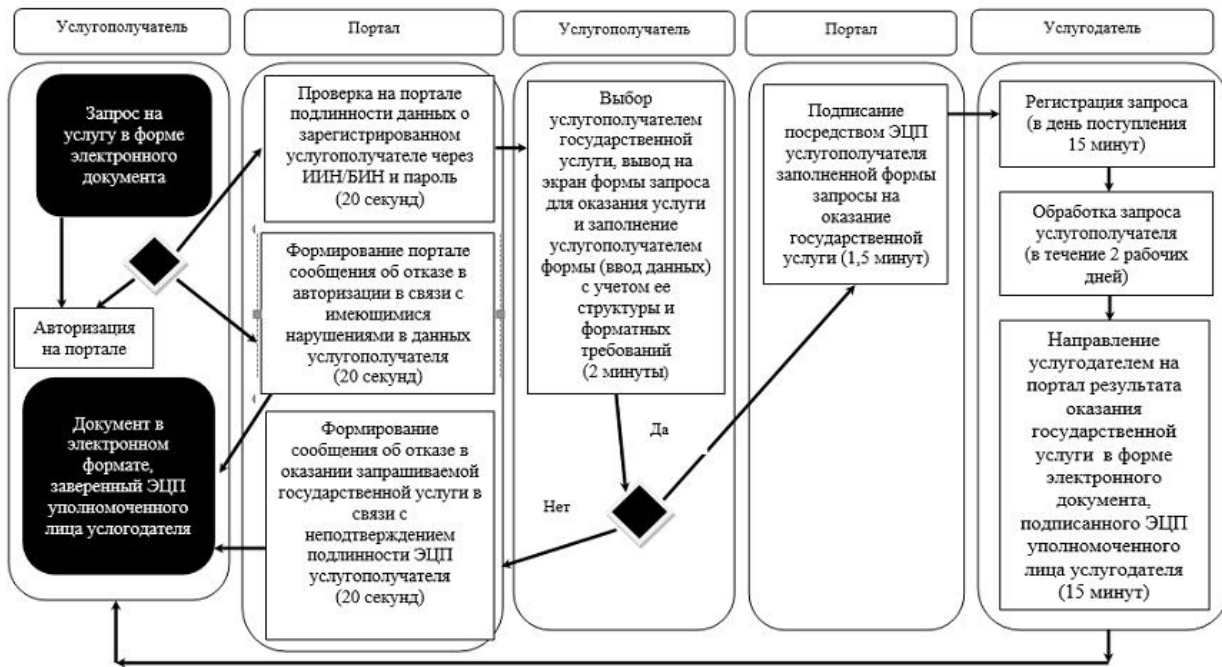 Услугополучатель
Портал
Услугополучатель
Портал
Услугодатель
Запрос на
услугу в форме
электронного
документа
Авторизация
на портале
Документ в
электронном
формате,
заверенный ЭЦП
уполномоченного
лица услогодателя
Проверка на портале
подлинности данных о
зарегистрированном
услугополучателе через
ИИН/БИН и пароль
(20 секунд)
Формирование портале
сообщения об отказе в
авторизации в связи с
имеющимися
нарушениями в данных
услугополучателя
(20 секунд)
Формирование
сообщения об отказе в
оказании запрашиваемой
государственной услуги в
связи с
неподтверждением
подлинности ЭЦП
услугополучателя
(20 секунд)
Выбор
услугополучателем
государственной
услуги, вывод на
экран формы запроса
для оказания услуги
и заполнение
услугополучателем
формы (ввод данных)
с учетом ее
структуры и
форматных
требований
(2 минуты)
Да
Нет
Подписание
посредством ЭЦП
услугополучателя
заполненной формы
запросы на
оказание
государственной
услуги (1,5 минут)
Регистрация запроса
(в день поступления
15 минут)
Обработка запроса
услугополучателя
(в течение 2 рабочих
дней)
Направление
услугодателем на
портал результата
оказания
государственной
услуги в форме
электронного
документа,
подписанного ЭЦП
уполномоченного
лица услугодателя
(15 минут)